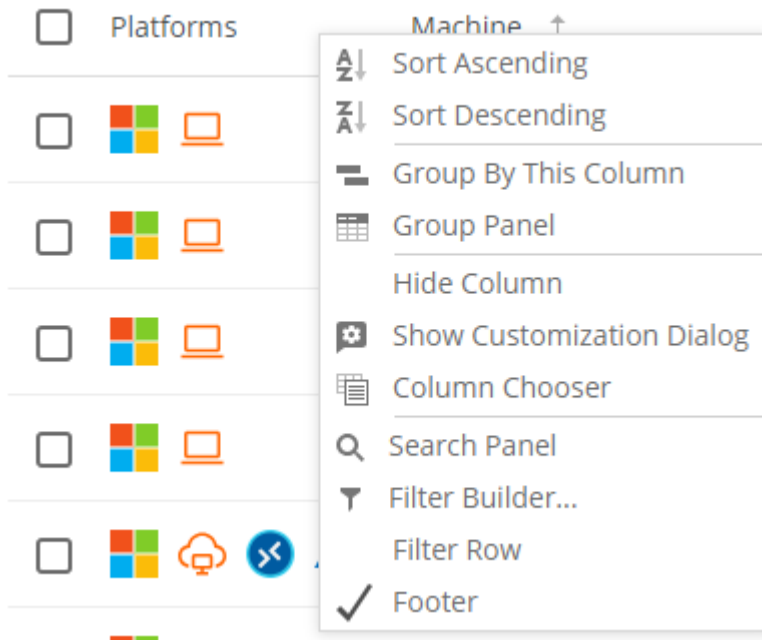 Platforms
Machine
Sort Ascending
Sort Descending
Group By This Column
Group Panel
Hide Column
Show Customization Dialog
Column Chooser
Search Panel
Filter Builder...
Filter Row
Footer